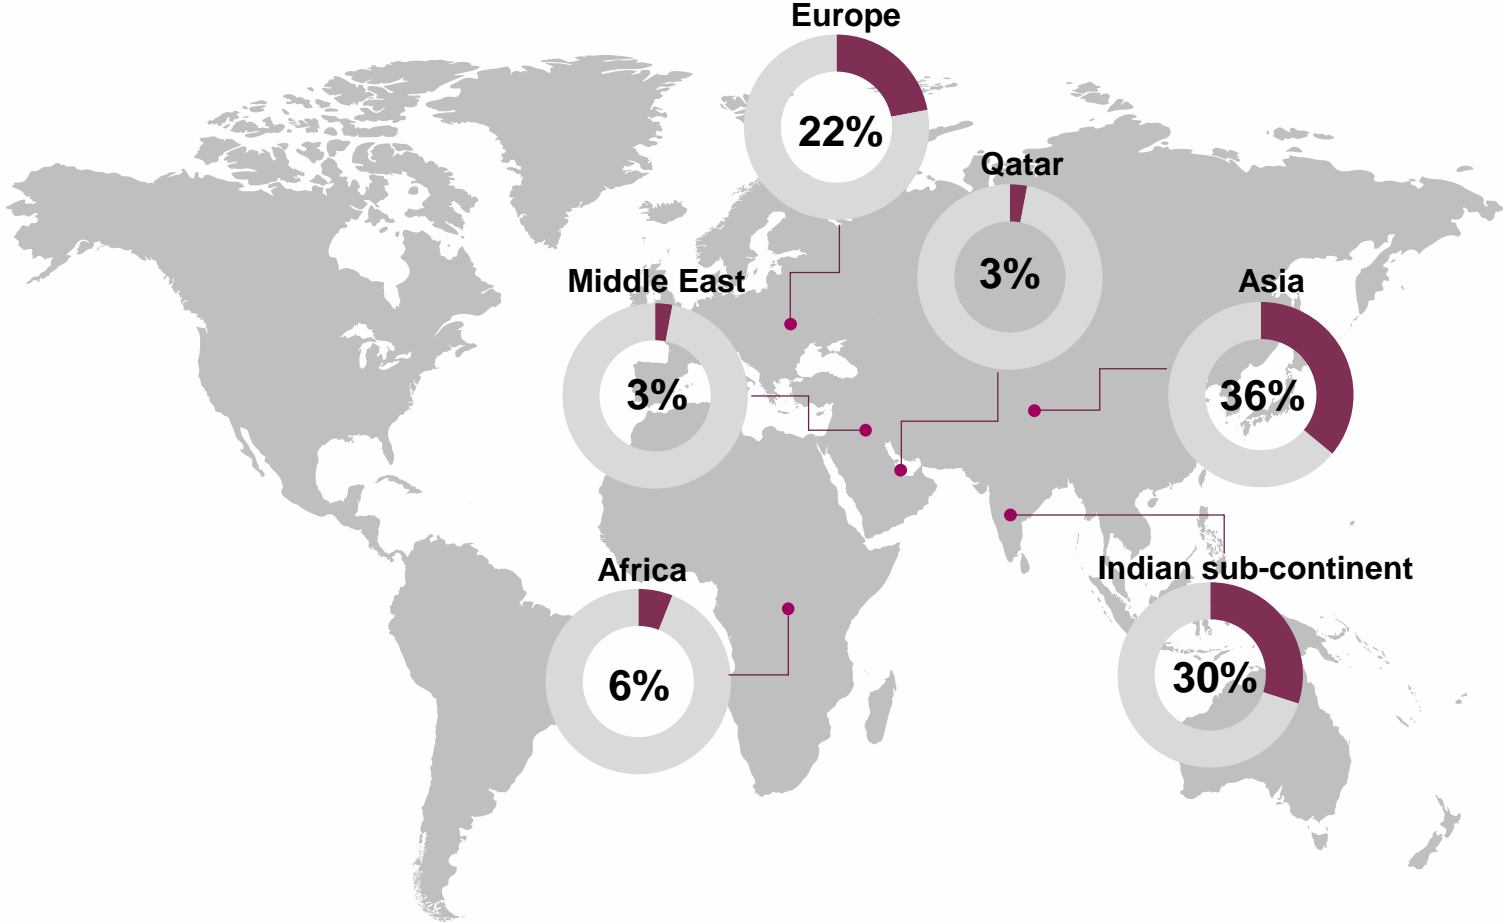 Europe
22%
Qatar
3%
Middle East
3%
Asia
36%
Africa
6%
Indian sub-continent
30%